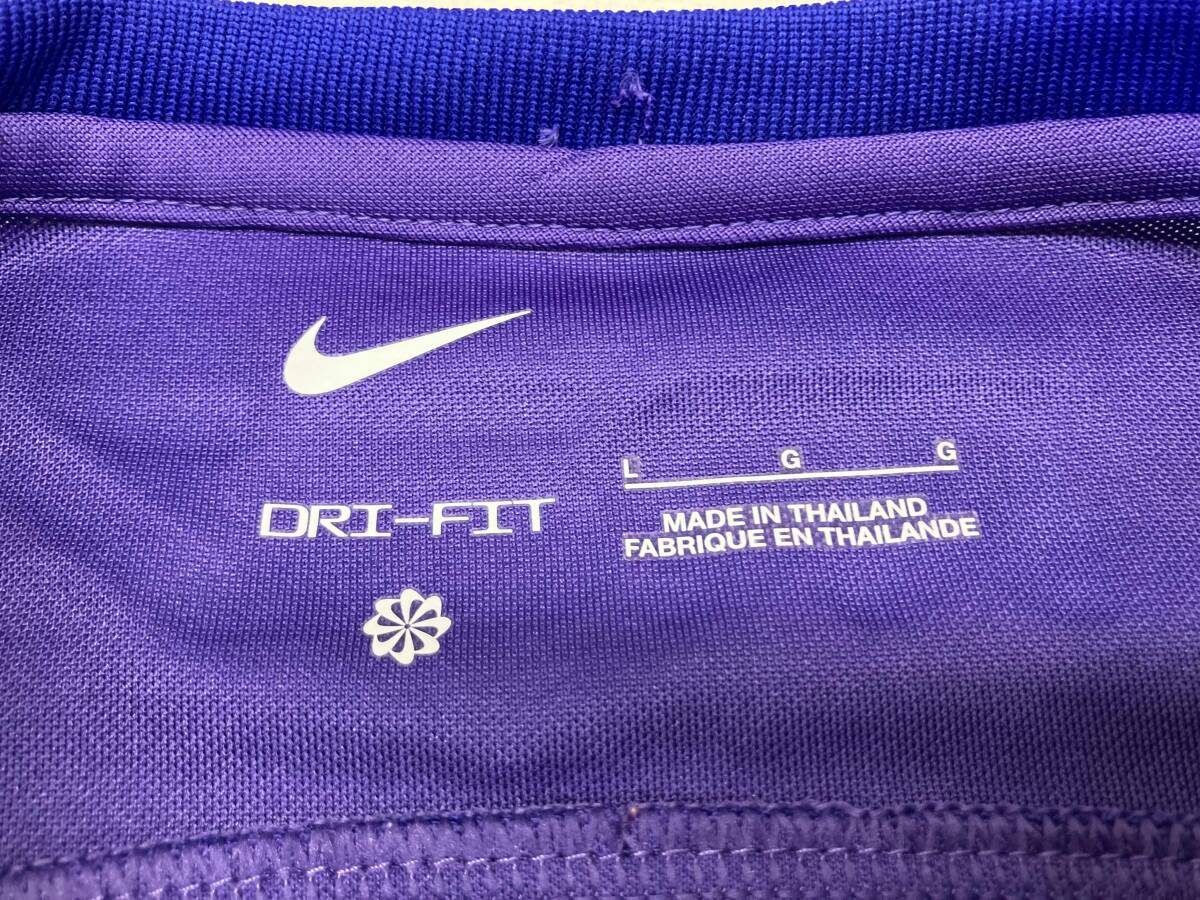 L G G
DRI-FIT
MADE IN THAILAND
FABRIQUE EN THAILANDE